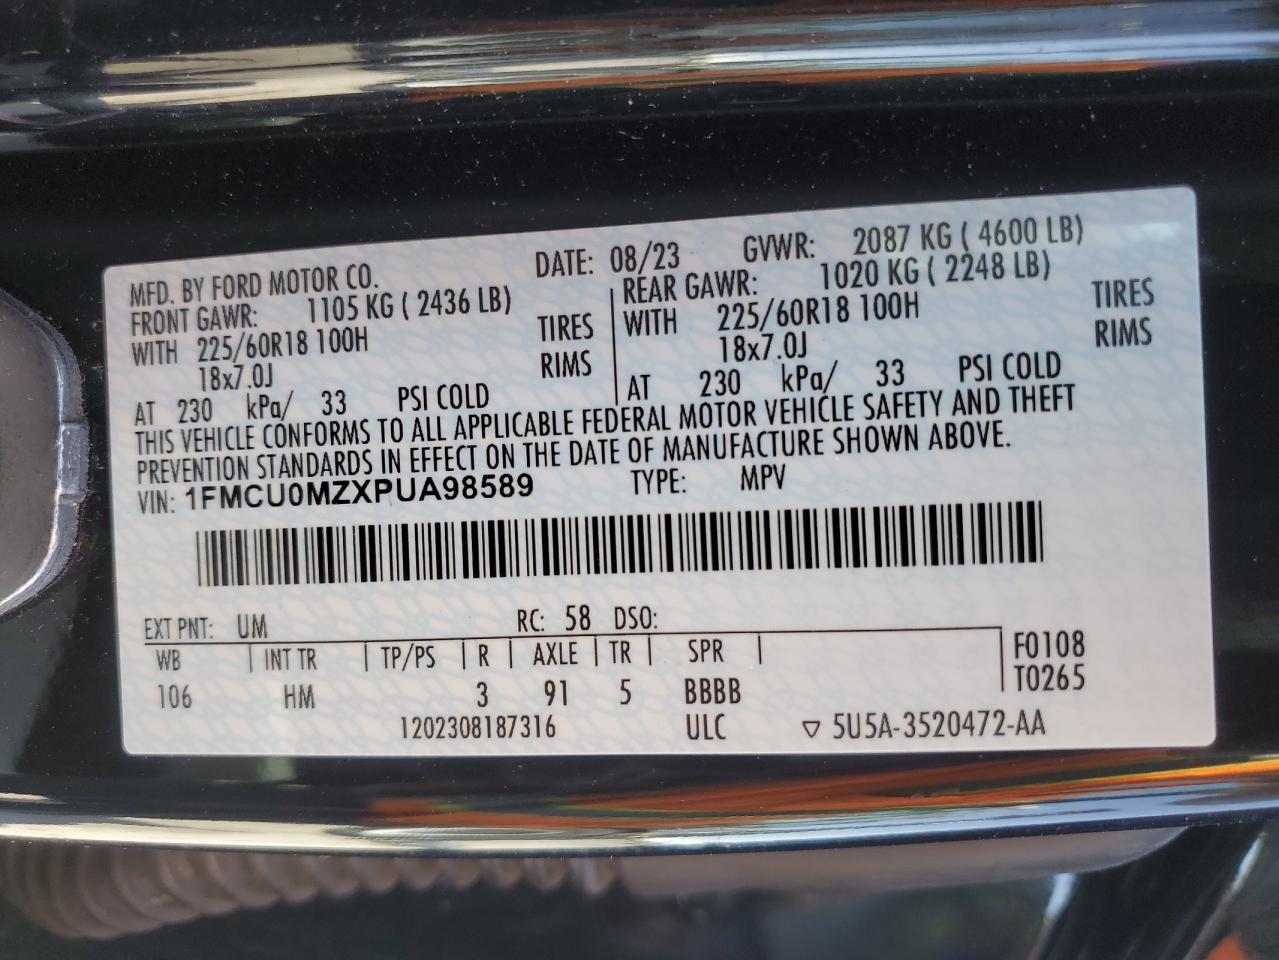 MFD. BY FORD MOTOR CO. DATE: 08/23 GVWR: 2087 KG ( 4600 LB)
FRONT GAWR: 1105 KG ( 2436 LB) REAR GAWR: 1020 KG ( 2248 LB)
WITH 225/60R18 100H TIRES WITH 225/60R18 100H TIRES
18x7.0J RIMS 18x7.0J RIMS
AT 230 kPa/ 33 PSI COLD AT 230 kPa/ 33 PSI COLD
THIS VEHICLE CONFORMS TO ALL APPLICABLE FEDERAL MOTOR VEHICLE SAFETY AND THEFT
PREVENTION STANDARDS IN EFFECT ON THE DATE OF MANUFACTURE SHOWN ABOVE.
VIN: 1FMCU0MZXPUA98589 TYPE: MPV
EXT PNT: UM RC: 58 DSO:
WB INT TR TP/PS R AXLE TR SPR F0108
106 HM 3 91 5 BBBB T0265
1202308187316 ULC ▽ 5U5A-3520472-AA